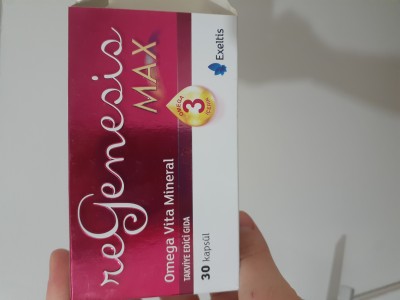 reGenesis
MAX
OMEGA
3
Omega Vita Mineral
TAKVİYE EDİCİ GIDA
30 kapsül
Exeltis